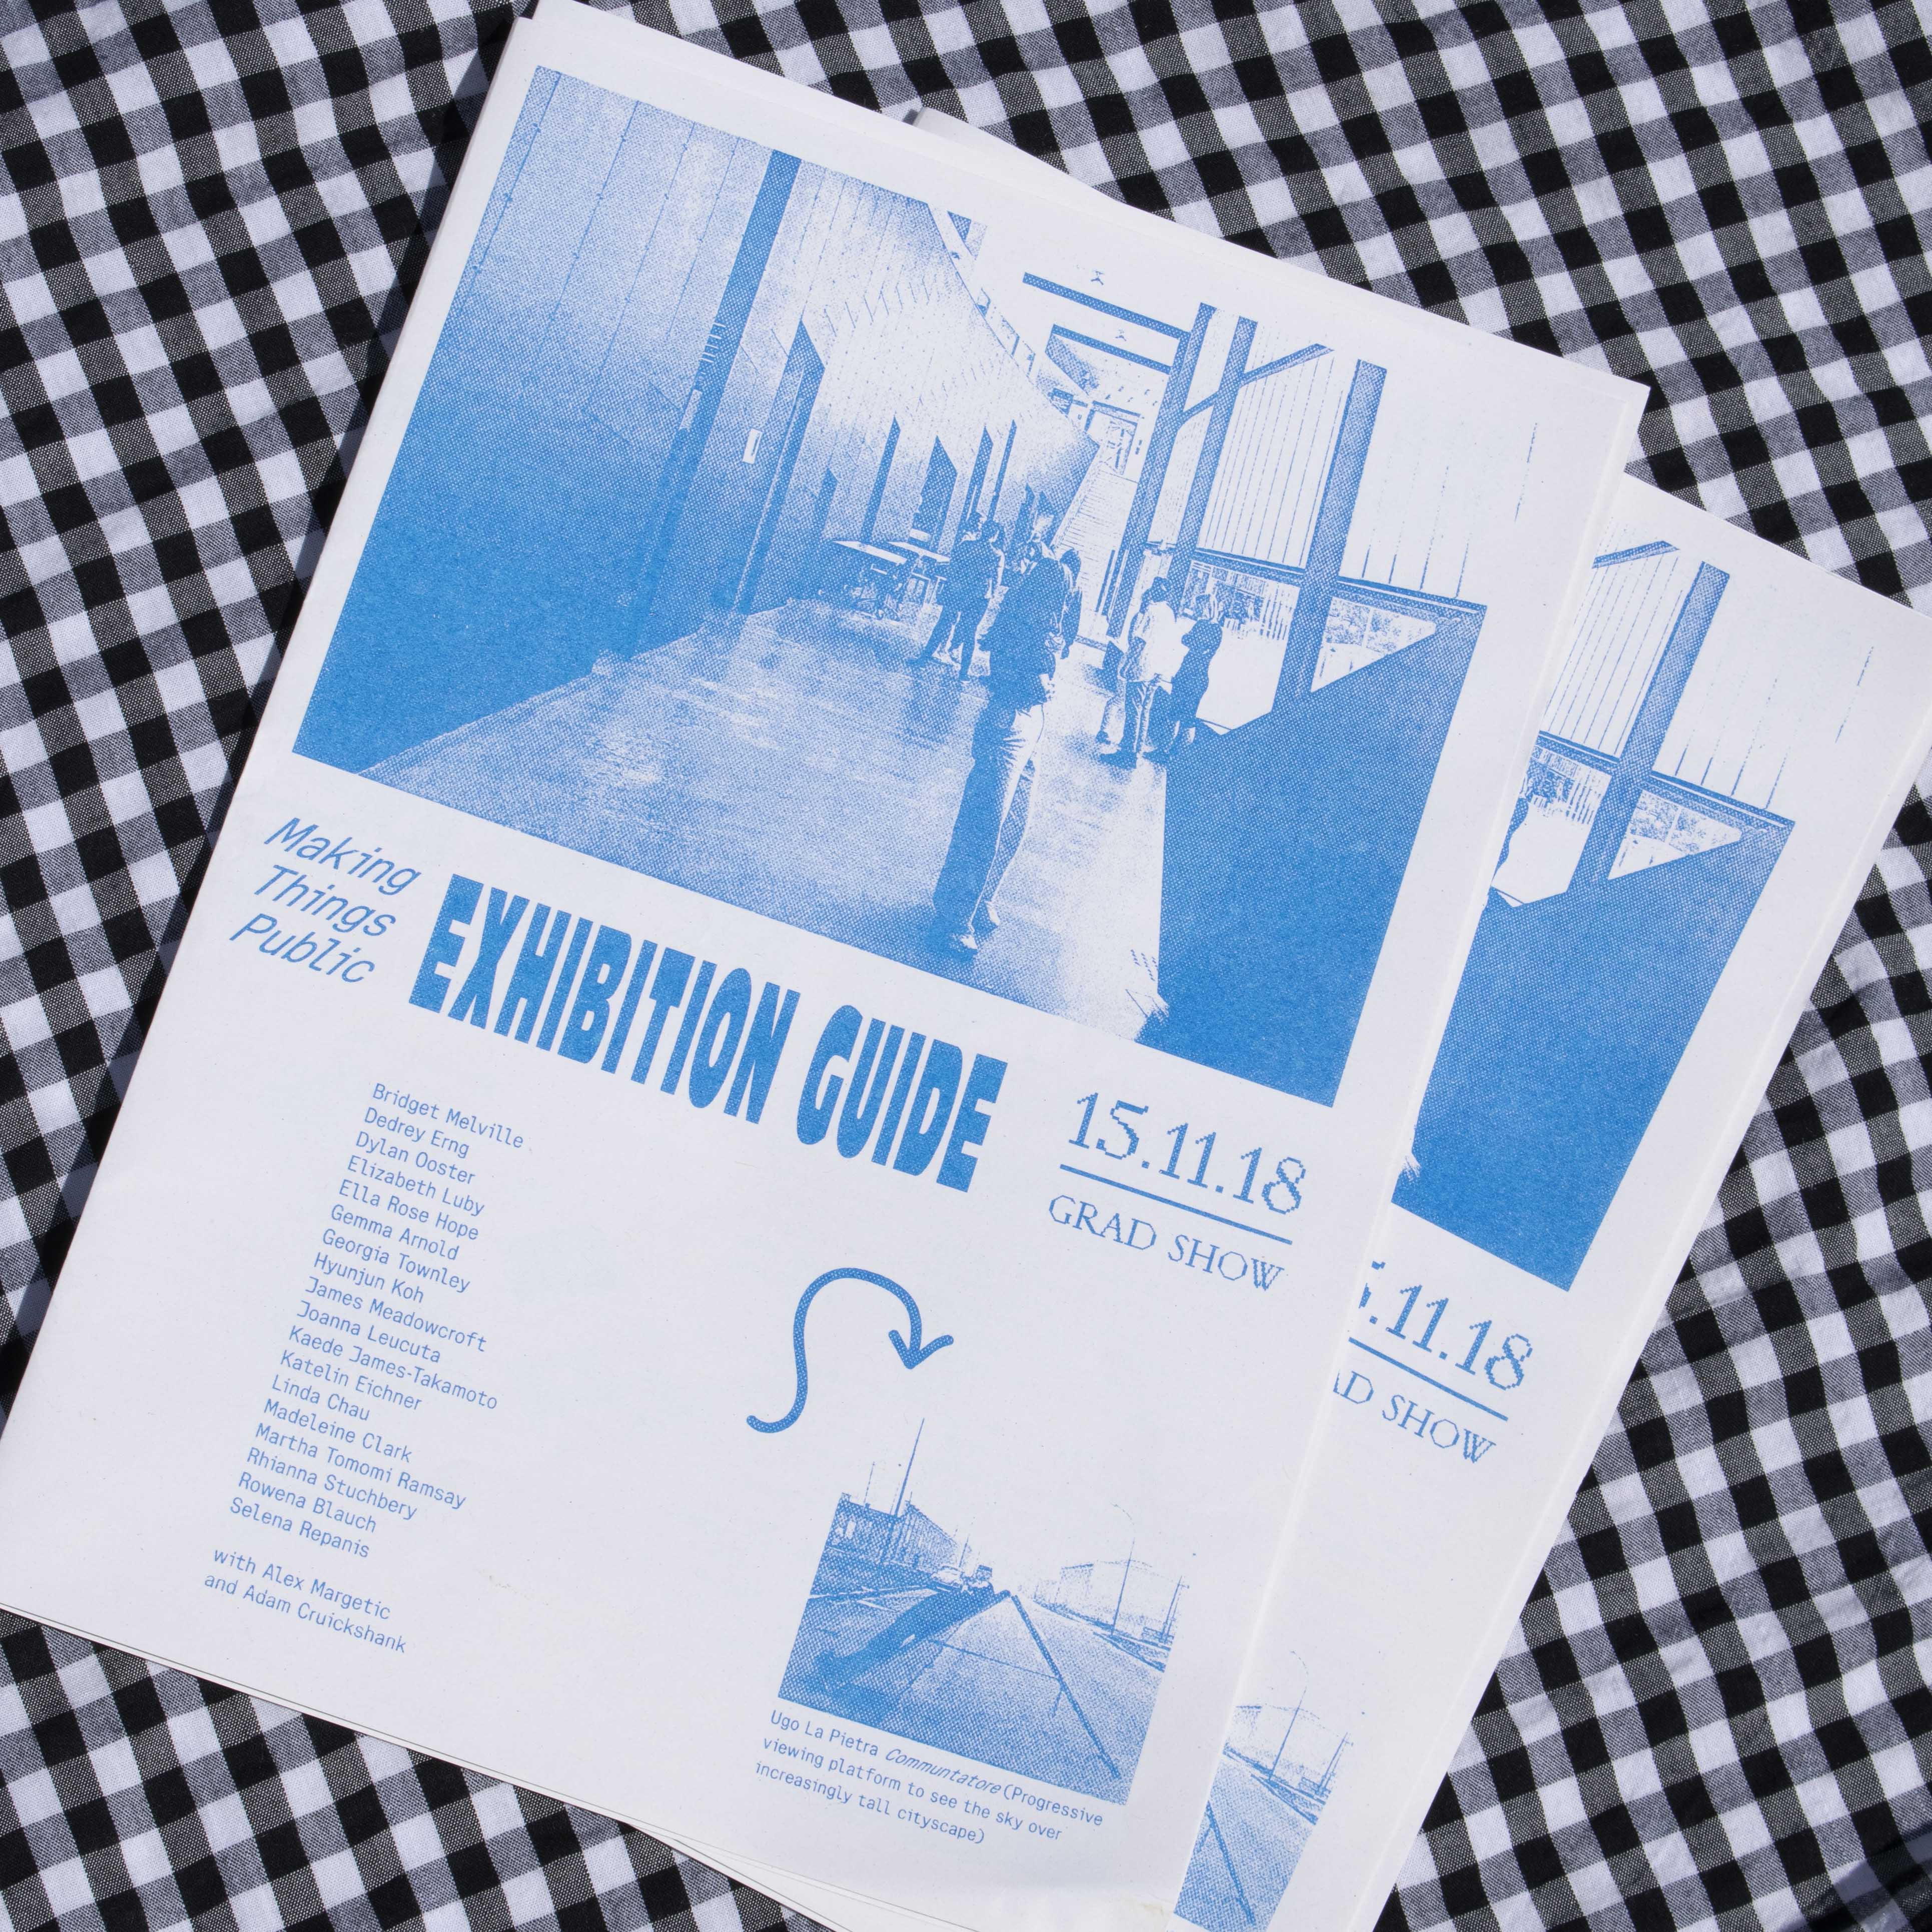 Making
Things
Public
EXHIBITION GUIDE
15.11.18
GRAD SHOW
Bridget Melville
Dedrey Erng
Dylan Ooster
Elizabeth Luby
Ella Rose Hope
Gemma Arnold
Georgia Townley
Hyunjun Koh
James Meadowcroft
Joanna Leucuta
Kaede James-Takamoto
Katelin Eichner
Linda Chau
Madeleine Clark
Martha Tomomi Ramsay
Rhianna Stuchbery
Rowena Blauch
Selena Repanis
with Alex Margetic
and Adam Cruickshank
Ugo La Pietra Communtatore (Progressive
viewing platform to see the sky over
increasingly tall cityscape)
.11.18
D SHOW